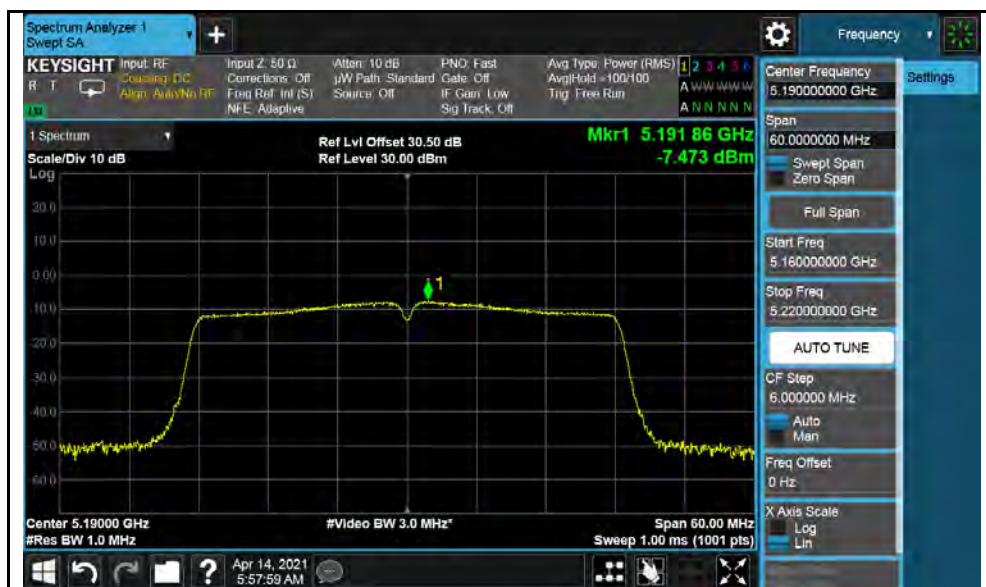 Spectrum Analyzer 1
Swept SA
+
Frequency
KEYSIGHT
R T
Input: RF
Coupling: DC
Align: Auto/No RF
Input Z: 50 Ω
Corrections: Off
Freq Ref: Int (S)
NFE: Adaptive
Atten: 10 dB
µW Path: Standard
Source: Off
PNO: Fast
Gate: Off
IF Gain: Low
Sig Track: Off
Avg Type: Power (RMS)
Avg|Hold: >100/100
Trig: Free Run
1 2 3 4 5 6
A W W W W W
A N N N N N
1 Spectrum
Scale/Div 10 dB
Log
Ref Lvl Offset 30.50 dB
Ref Level 30.00 dBm
Mkr1 5.191 86 GHz
-7.473 dBm
20.0
10.0
0.00
-10.0
-20.0
-30.0
-40.0
-50.0
-60.0
1
Center 5.19000 GHz
#Res BW 1.0 MHz
#Video BW 3.0 MHz*
Span 60.00 MHz
Sweep 1.00 ms (1001 pts)
Center Frequency
5.190000000 GHz
Settings
Span
60.0000000 MHz
Swept Span
Zero Span
Full Span
Start Freq
5.160000000 GHz
Stop Freq
5.220000000 GHz
AUTO TUNE
CF Step
6.000000 MHz
Auto
Man
Freq Offset
0 Hz
X Axis Scale
Log
Lin
?
Apr 14, 2021
5:57:59 AM